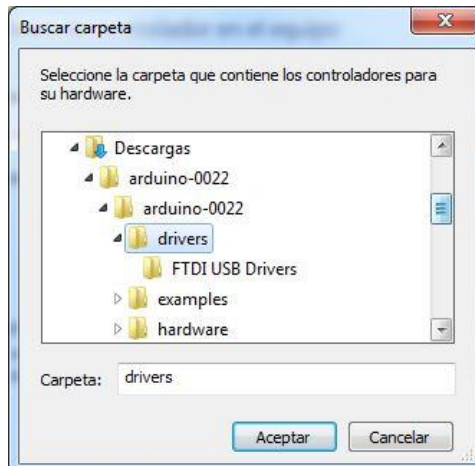 Buscar carpeta
Seleccione la carpeta que contiene los controladores para
su hardware.
Descargas
arduino-0022
arduino-0022
drivers
FTDI USB Drivers
examples
hardware
Carpeta: drivers
Aceptar Cancelar